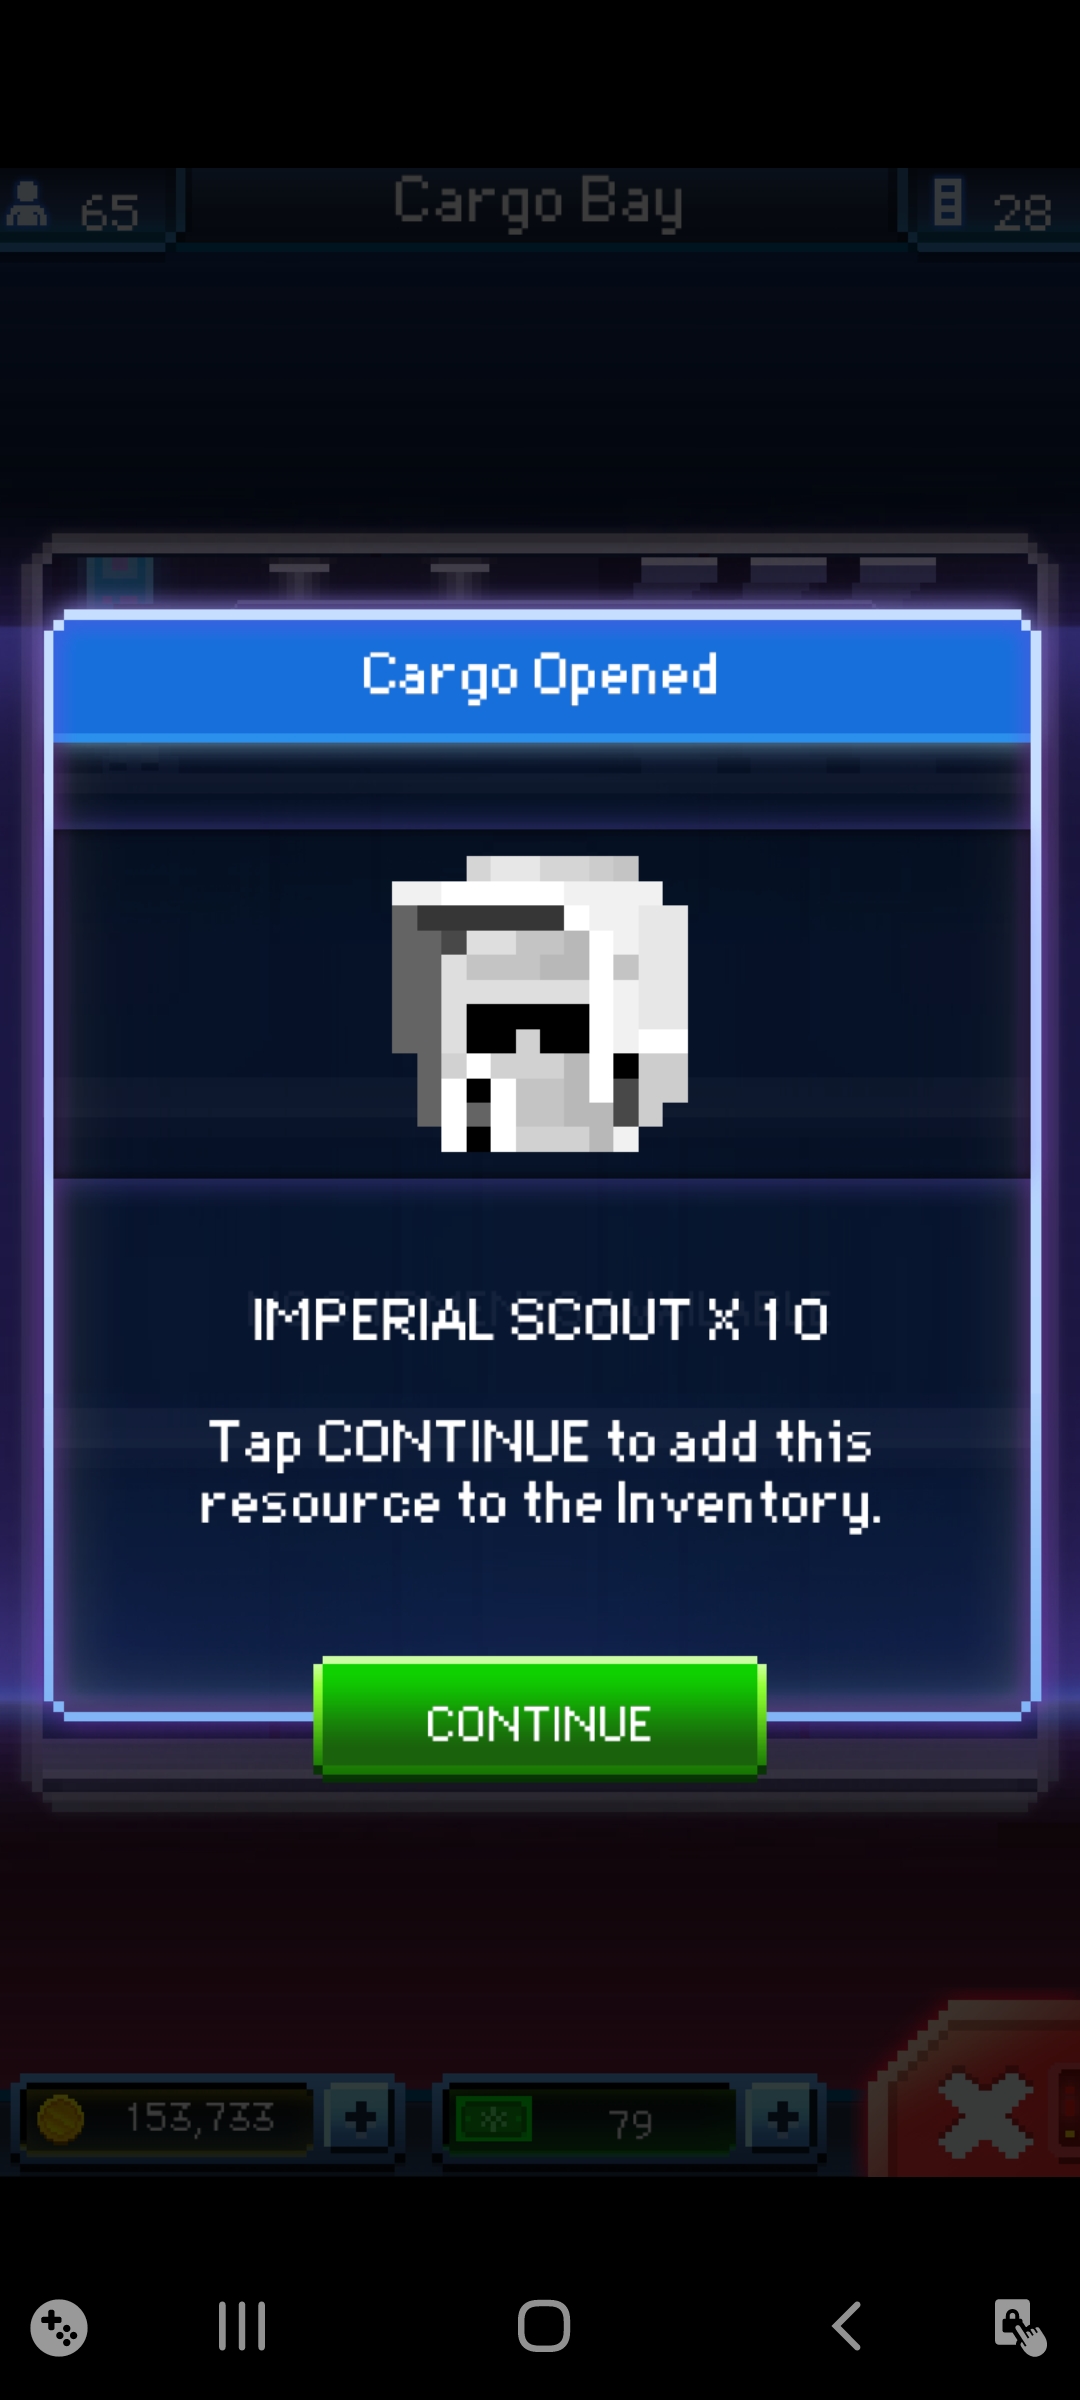 65
Cargo Bay
28
Cargo Opened
IMPERIAL SCOUT X 10
Tap CONTINUE to add this
resource to the Inventory.
CONTINUE
153,733
79